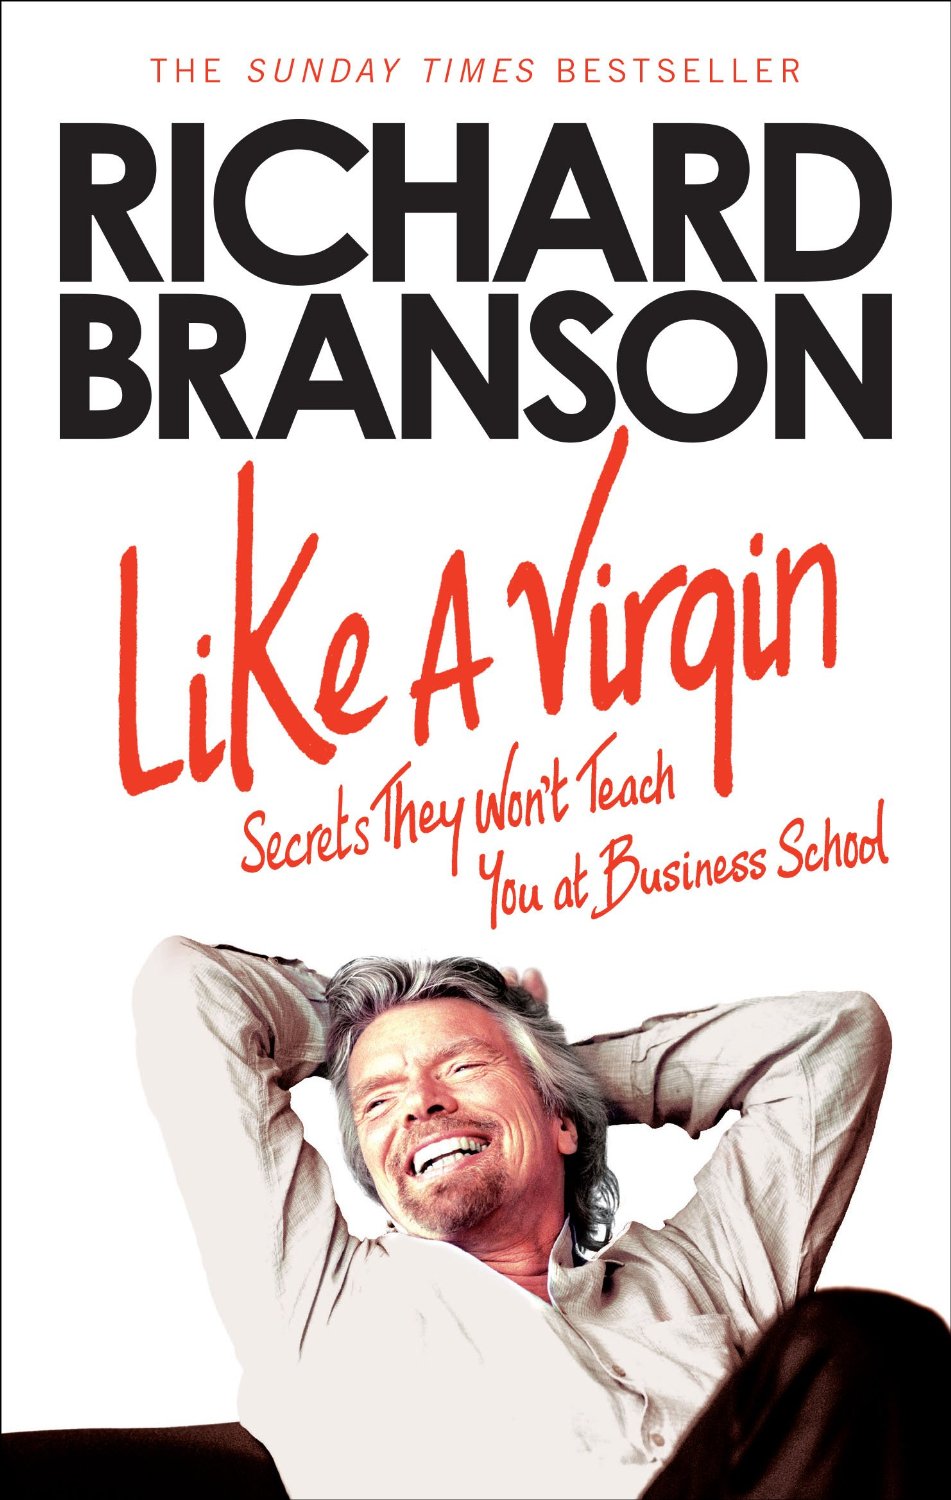 THE SUNDAY TIMES BESTSELLER
RICHARD
BRANSON
Like A Virgin
Secrets They Won't Teach
You at Business School